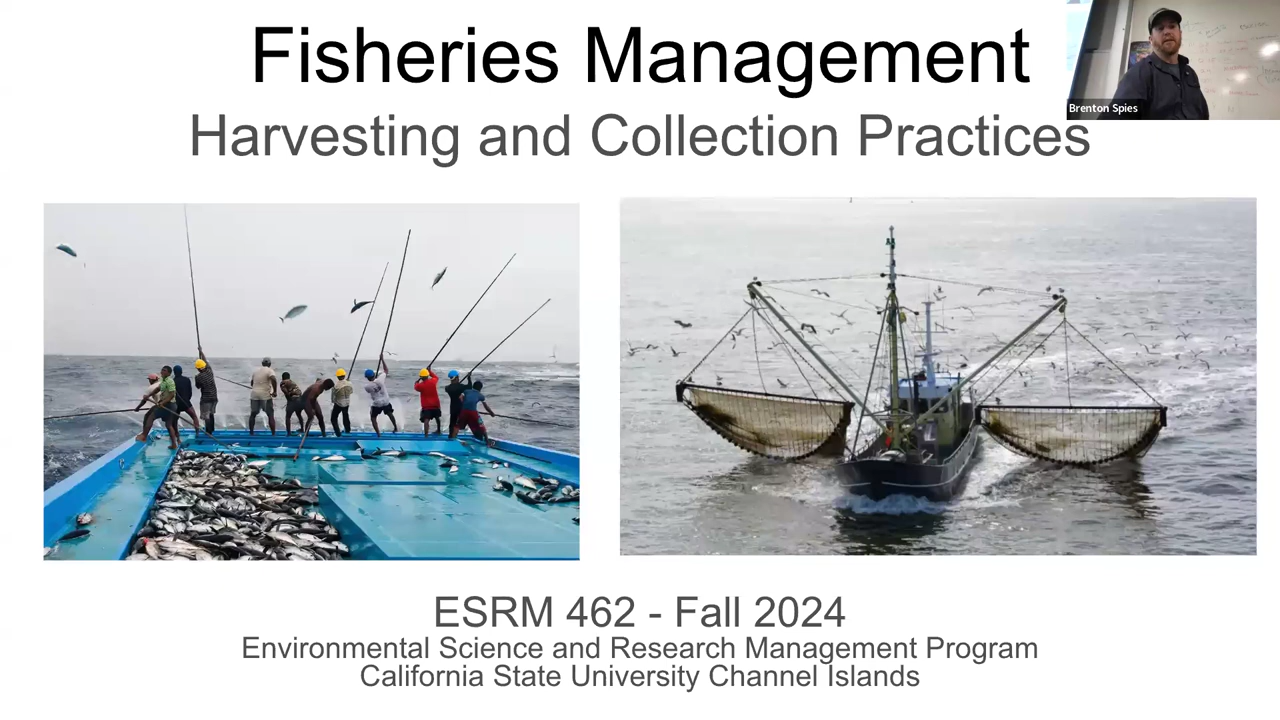 Fisheries Management
Harvesting and Collection Practices
Brenton Spies
ESRM 462 - Fall 2024
Environmental Science and Research Management Program
California State University Channel Islands